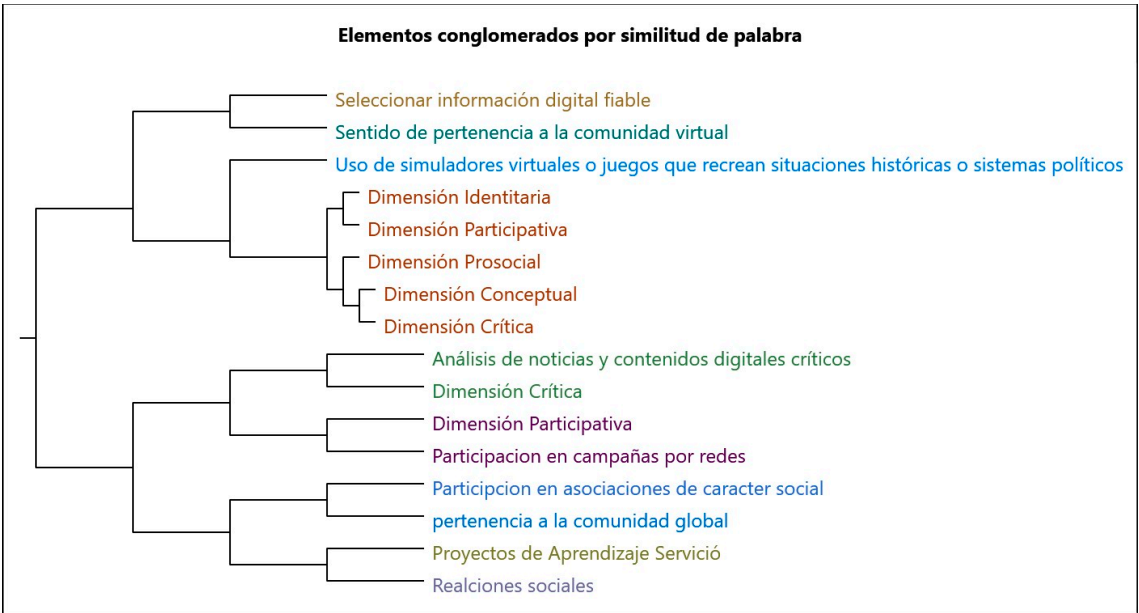 Elementos conglomerados por similitud de palabra
Seleccionar información digital fiable
Sentido de pertenencia a la comunidad virtual
Uso de simuladores virtuales o juegos que recrean situaciones históricas o sistemas políticos
Dimensión Identitaria
Dimensión Participativa
Dimensión Prosocial
Dimensión Conceptual
Dimensión Crítica
Análisis de noticias y contenidos digitales críticos
Dimensión Crítica
Dimensión Participativa
Participacion en campañas por redes
Participcion en asociaciones de caracter social
pertenencia a la comunidad global
Proyectos de Aprendizaje Servició
Realciones sociales